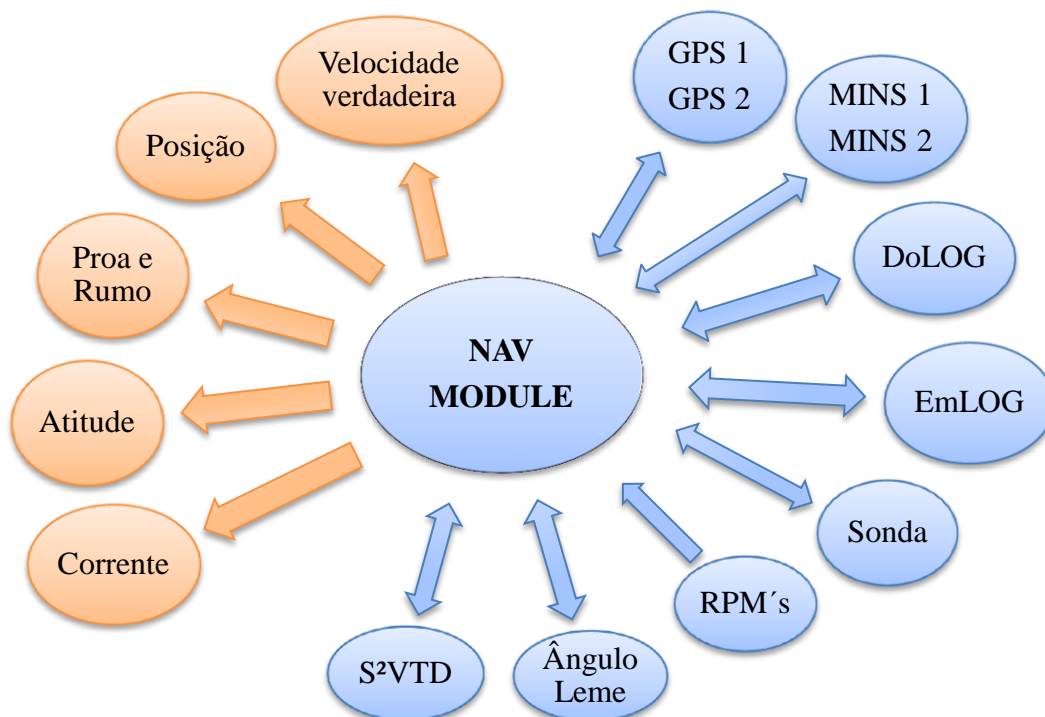 Velocidade
verdadeira
GPS 1
GPS 2
MINS 1
MINS 2
Posição
DoLOG
Proa e
Rumo
NAV
MODULE
Atitude
EmLOG
Corrente
Sonda
RPM´s
S²VTD
Ângulo
Leme